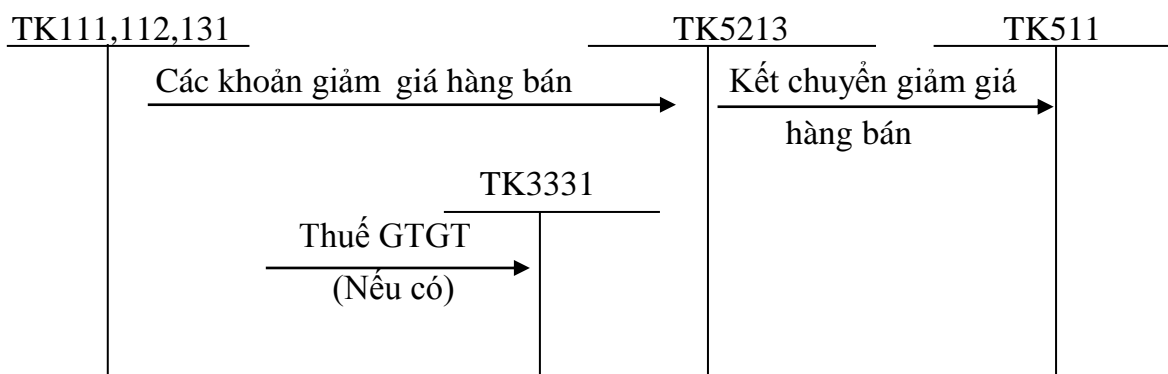 TK111,112,131
TK5213
TK511
Các khoản giảm giá hàng bán
Kết chuyển giảm giá
hàng bán
TK3331
Thuế GTGT
(Nếu có)